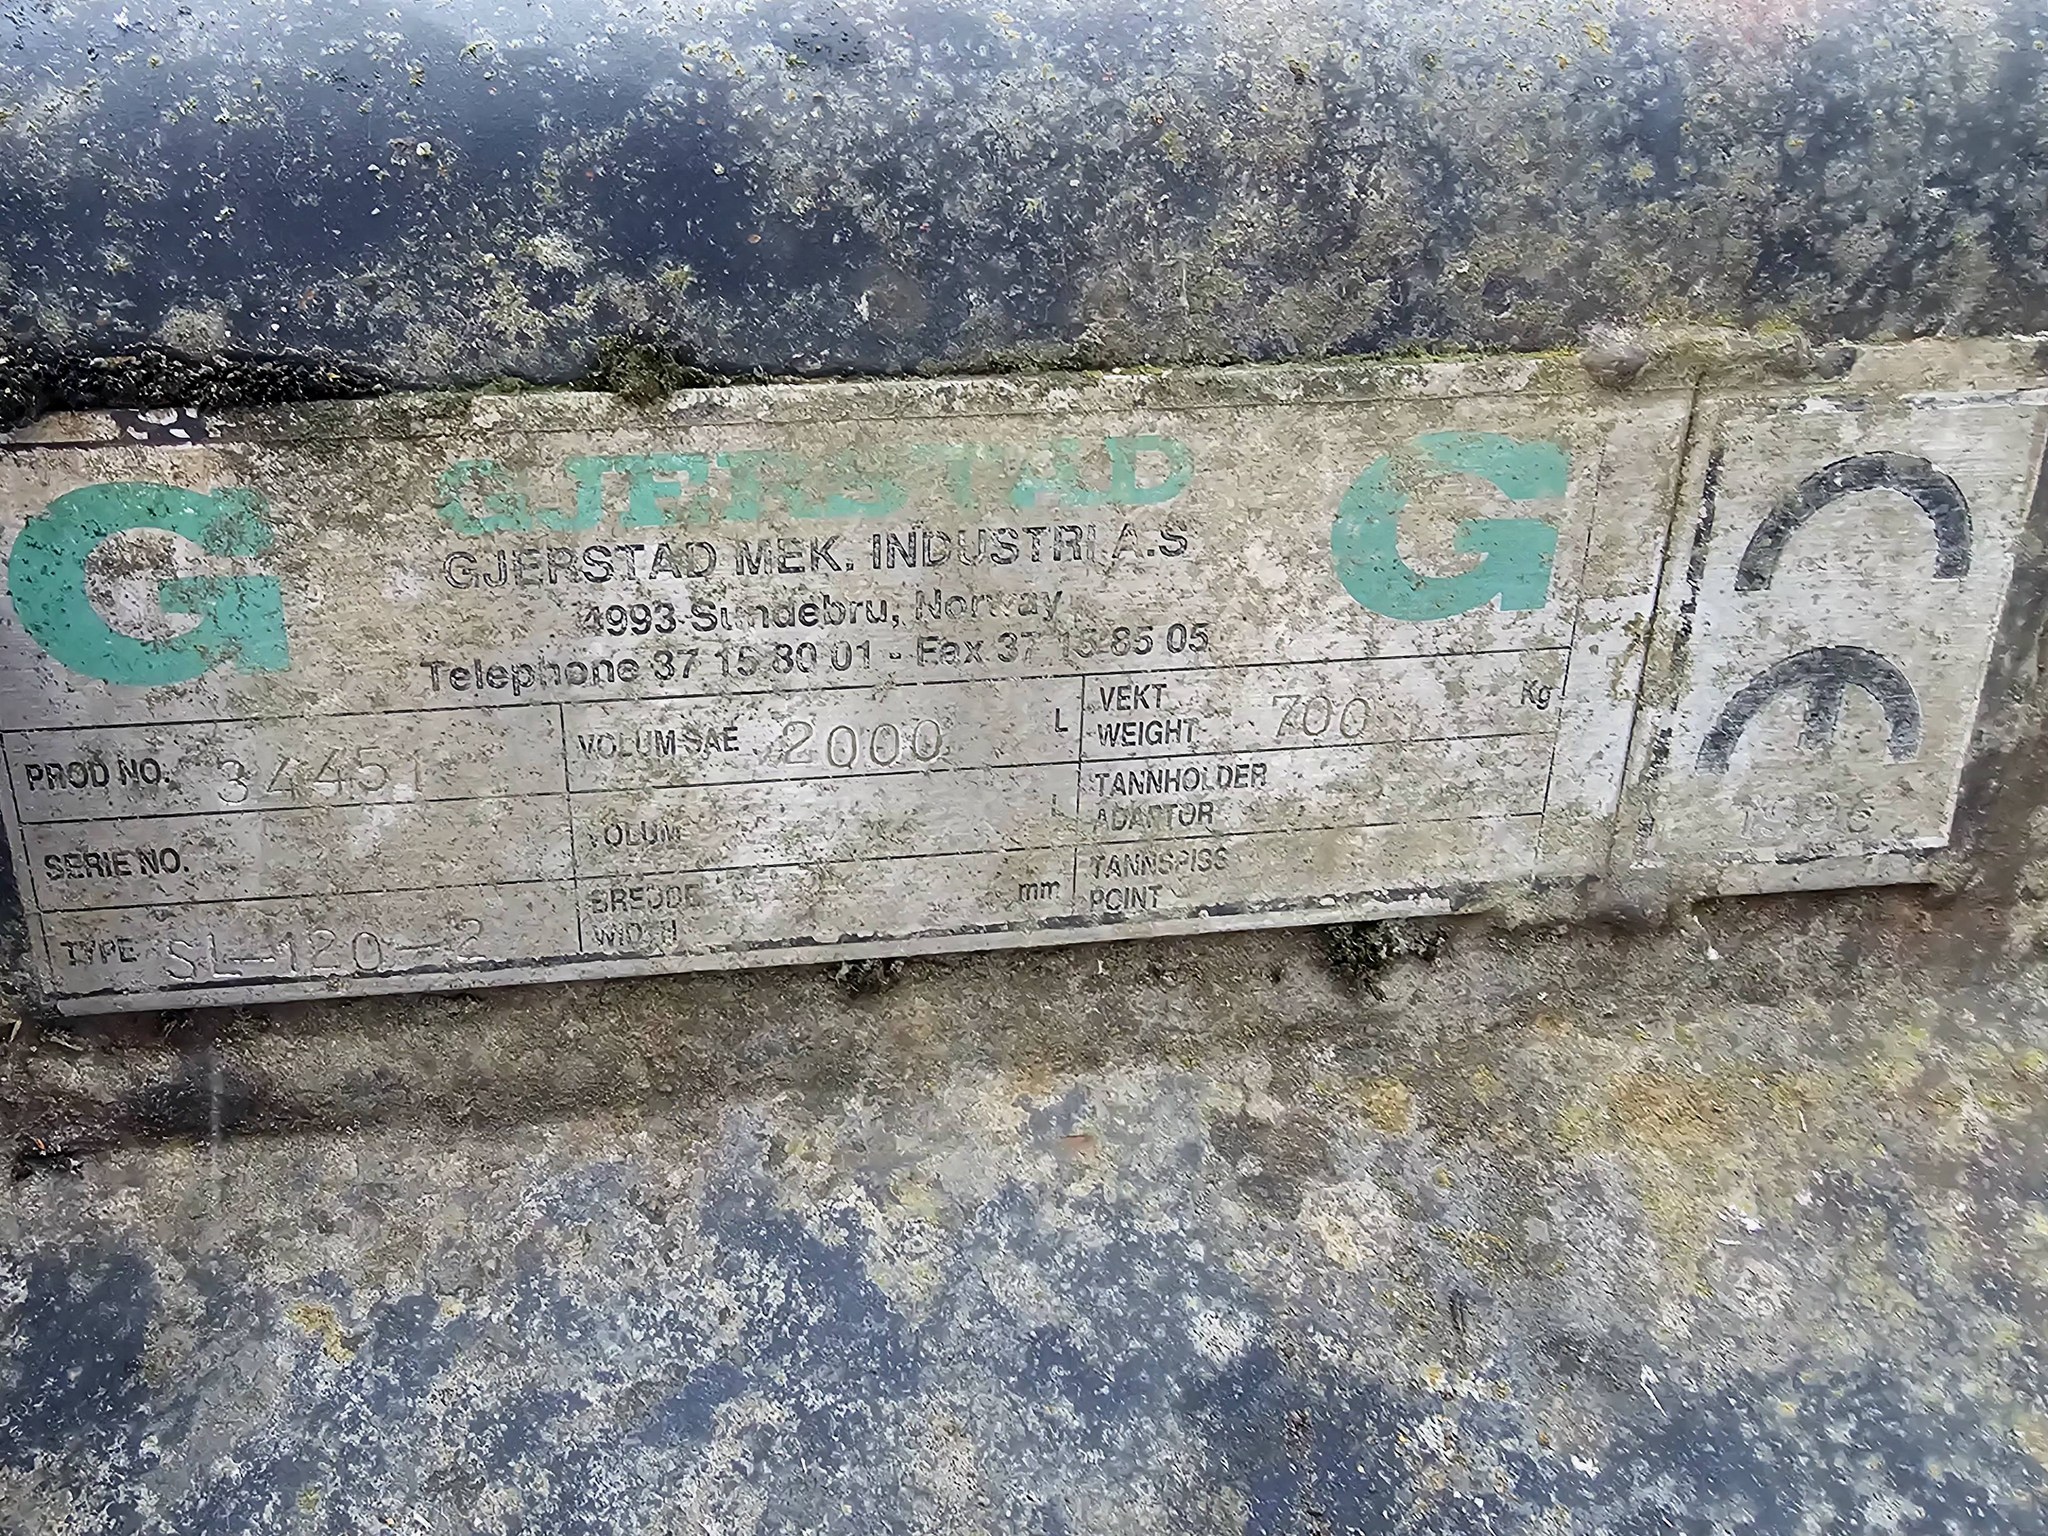 G GJERSTAD G
GJERSTAD MEK. INDUSTRI A.S
4993 Sundebru, Norway
Telephone 37 15 80 01 - Fax 37 15 85 05
PROD NO. 34451
VOLUM SAE 2000 L
VEKT
WEIGHT 700 Kg
SERIE NO.
VOLUM L
TANNHOLDER
ADAPTOR
TYPE SL-120-2
BREDDE
WIDTH mm
TANNSPISS
POINT
CE
1996